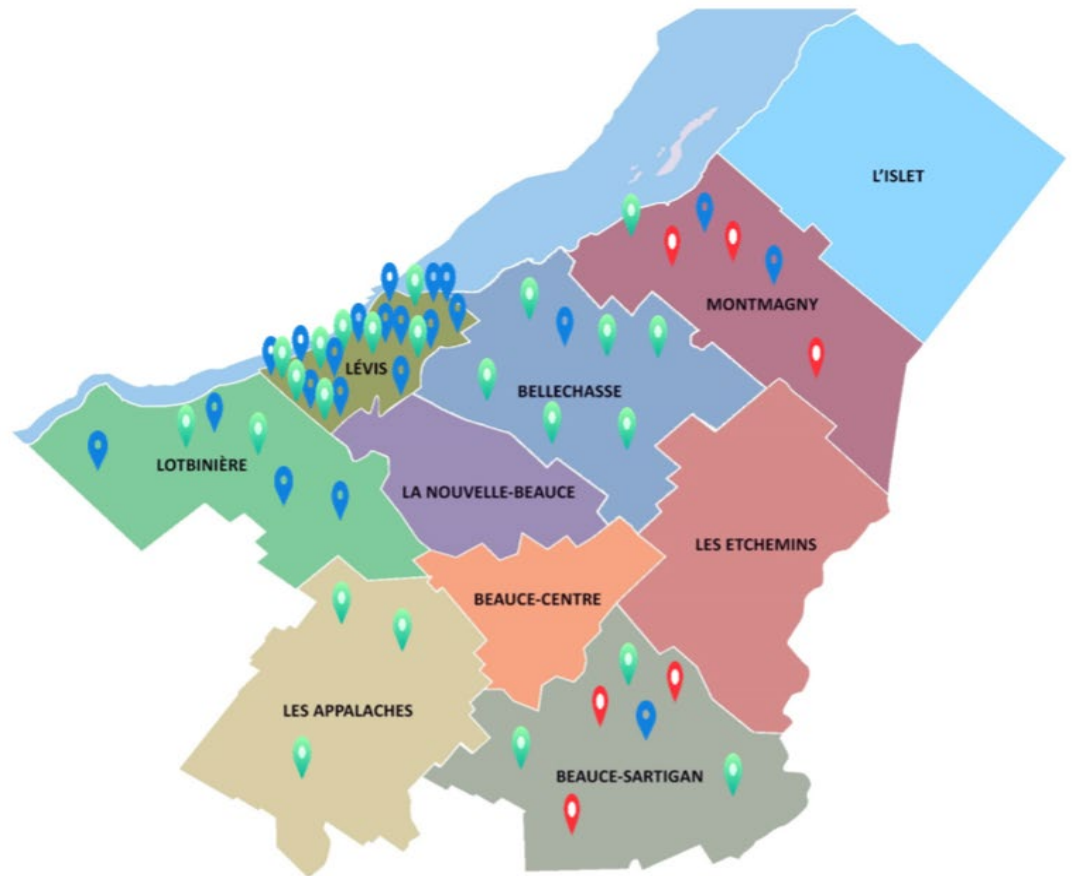 L'ISLET
MONTMAGNY
LÉVIS
BELLECHASSE
LOTBINIÈRE
LA NOUVELLE-BEAUCE
LES ETCHEMINS
BEAUCE-CENTRE
LES APPALACHES
BEAUCE-SARTIGAN